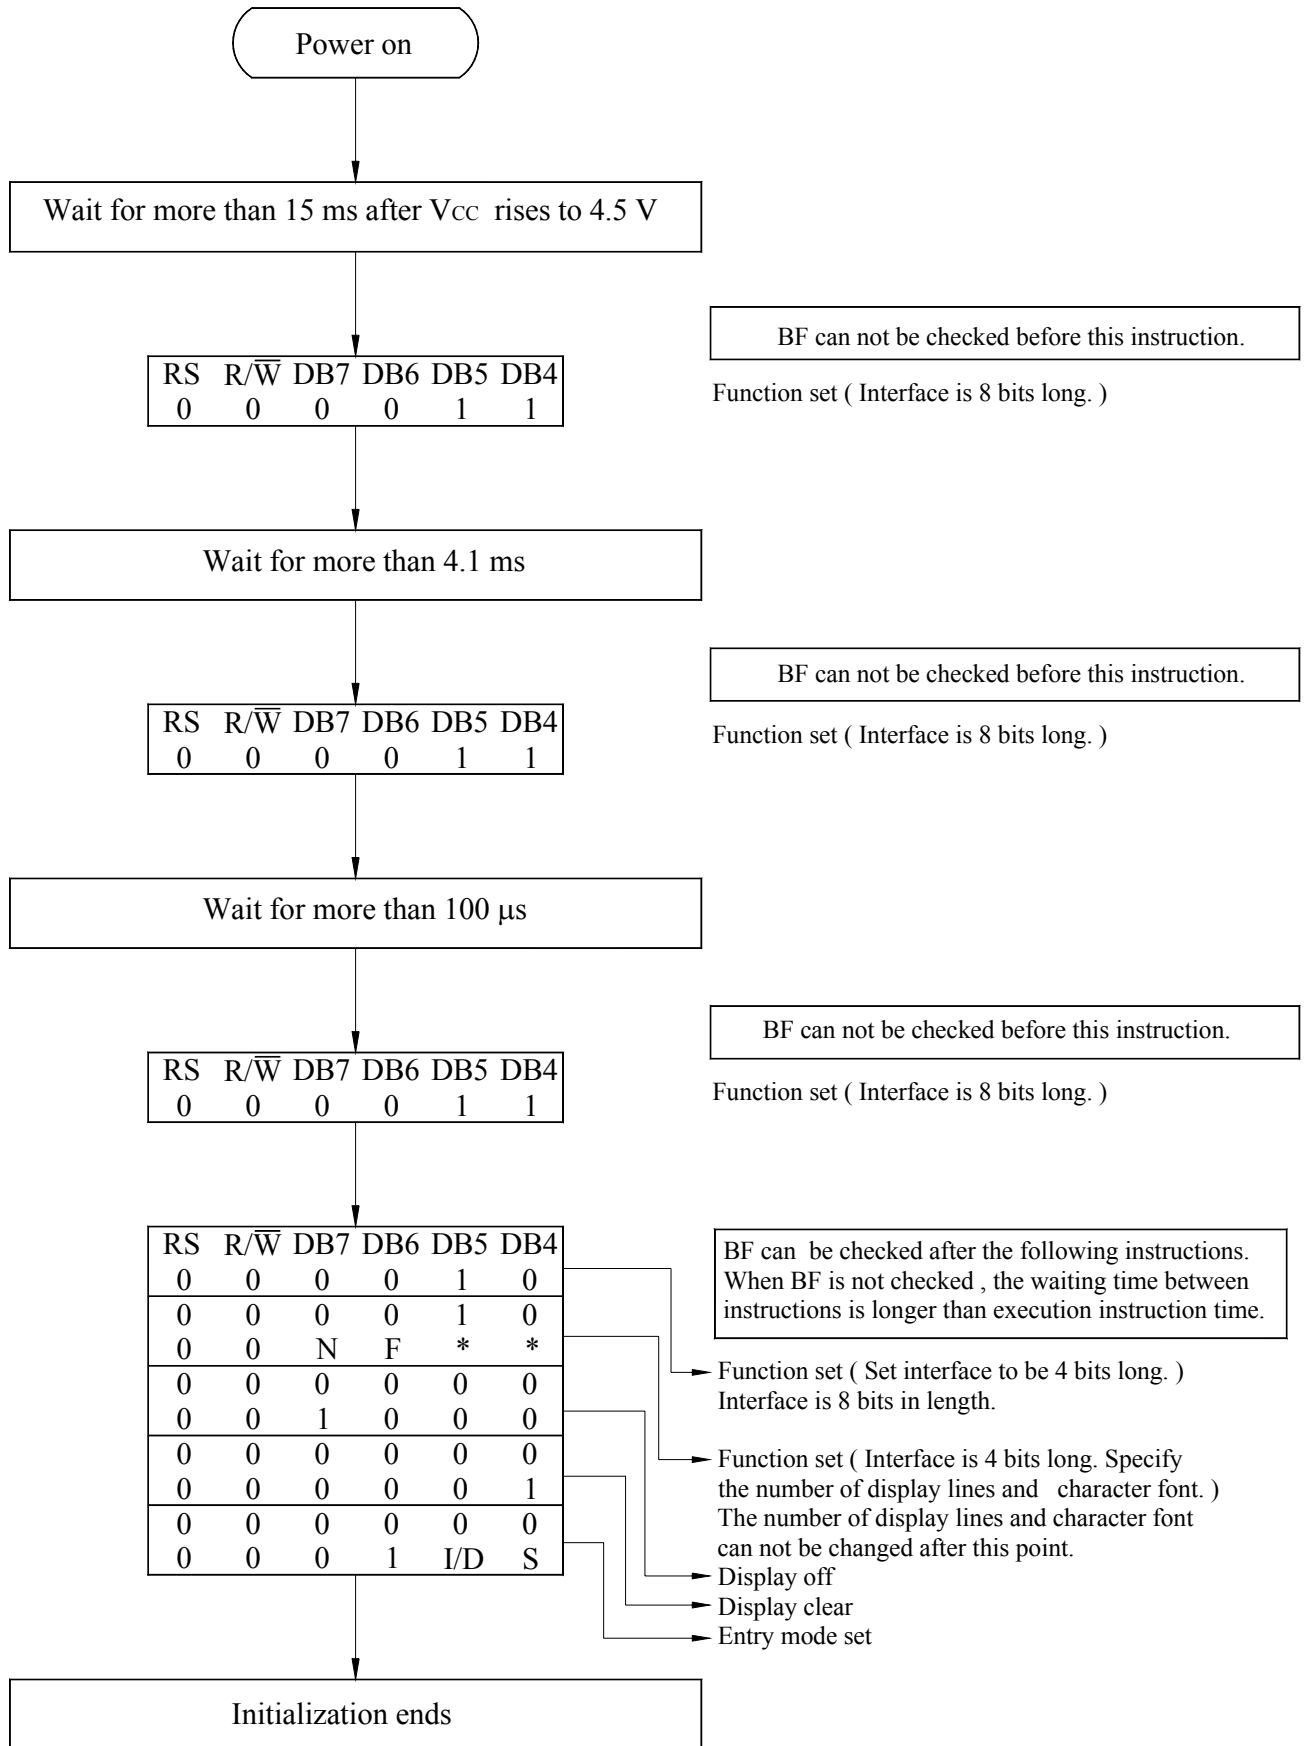 Power on
Wait for more than 15 ms after VCC rises to 4.5 V
BF can not be checked before this instruction.
RS R/W̅ DB7 DB6 DB5 DB4
0 0 0 0 1 1
Function set ( Interface is 8 bits long. )
Wait for more than 4.1 ms
BF can not be checked before this instruction.
RS R/W̅ DB7 DB6 DB5 DB4
0 0 0 0 1 1
Function set ( Interface is 8 bits long. )
Wait for more than 100 μs
BF can not be checked before this instruction.
RS R/W̅ DB7 DB6 DB5 DB4
0 0 0 0 1 1
Function set ( Interface is 8 bits long. )
RS R/W̅ DB7 DB6 DB5 DB4
0 0 0 0 1 0
0 0 0 0 1 0
0 0 N F * *
0 0 0 0 0 0
0 0 1 0 0 0
0 0 0 0 0 0
0 0 0 0 0 1
0 0 0 0 0 0
0 0 0 1 I/D S
BF can be checked after the following instructions.
When BF is not checked , the waiting time between
instructions is longer than execution instruction time.
Function set ( Set interface to be 4 bits long. )
Interface is 8 bits in length.
Function set ( Interface is 4 bits long. Specify
the number of display lines and character font. )
The number of display lines and character font
can not be changed after this point.
Display off
Display clear
Entry mode set
Initialization ends